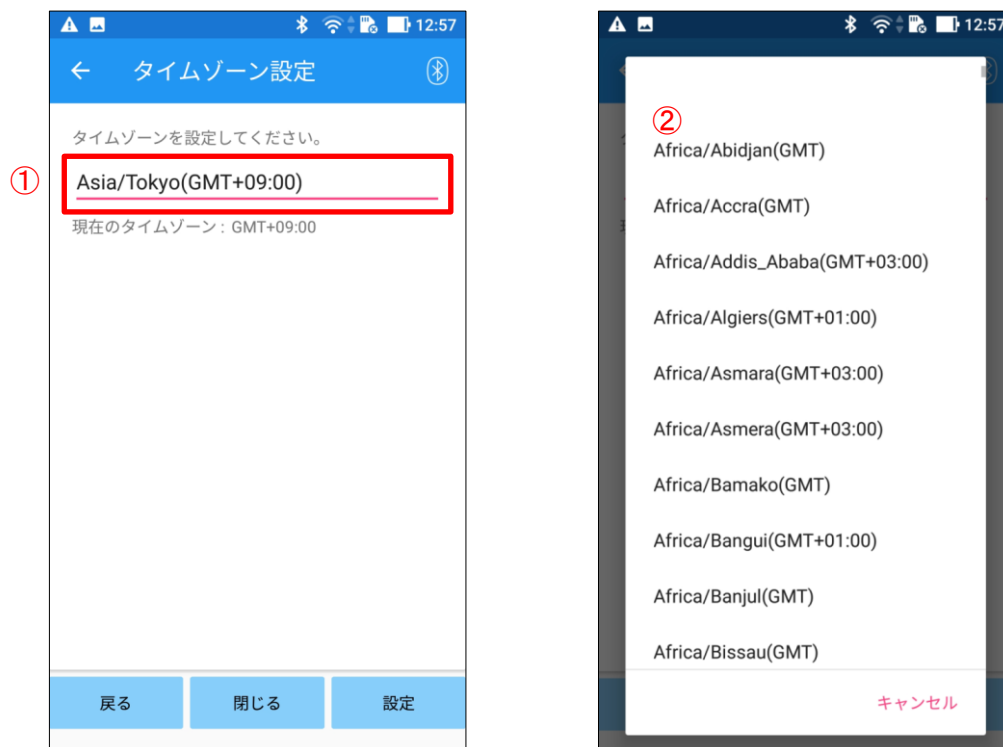 12:57
タイムゾーン設定
タイムゾーンを設定してください。
①
Asia/Tokyo(GMT+09:00)
現在のタイムゾーン : GMT+09:00
戻る
閉じる
設定
12:57
②
Africa/Abidjan(GMT)
Africa/Accra(GMT)
Africa/Addis_Ababa(GMT+03:00)
Africa/Algiers(GMT+01:00)
Africa/Asmara(GMT+03:00)
Africa/Asmera(GMT+03:00)
Africa/Bamako(GMT)
Africa/Bangui(GMT+01:00)
Africa/Banjul(GMT)
Africa/Bissau(GMT)
キャンセル